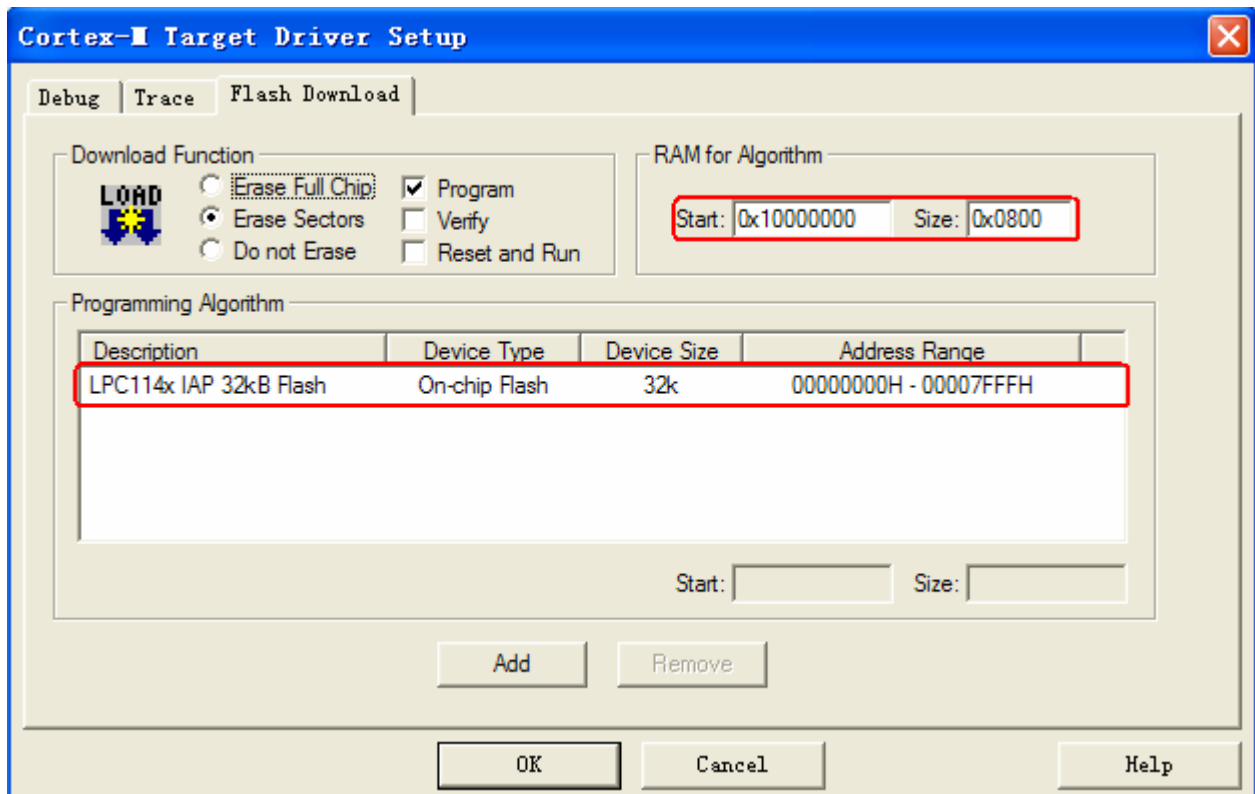 Cortex-M Target Driver Setup
Debug Trace Flash Download
Download Function
LOAD
Erase Full Chip
Erase Sectors
Do not Erase
Program
Verify
Reset and Run
RAM for Algorithm
Start: 0x10000000 Size: 0x0800
Programming Algorithm
Description Device Type Device Size Address Range
LPC114x IAP 32kB Flash On-chip Flash 32k 00000000H - 00007FFFH
Start: Size:
Add Remove
OK Cancel Help